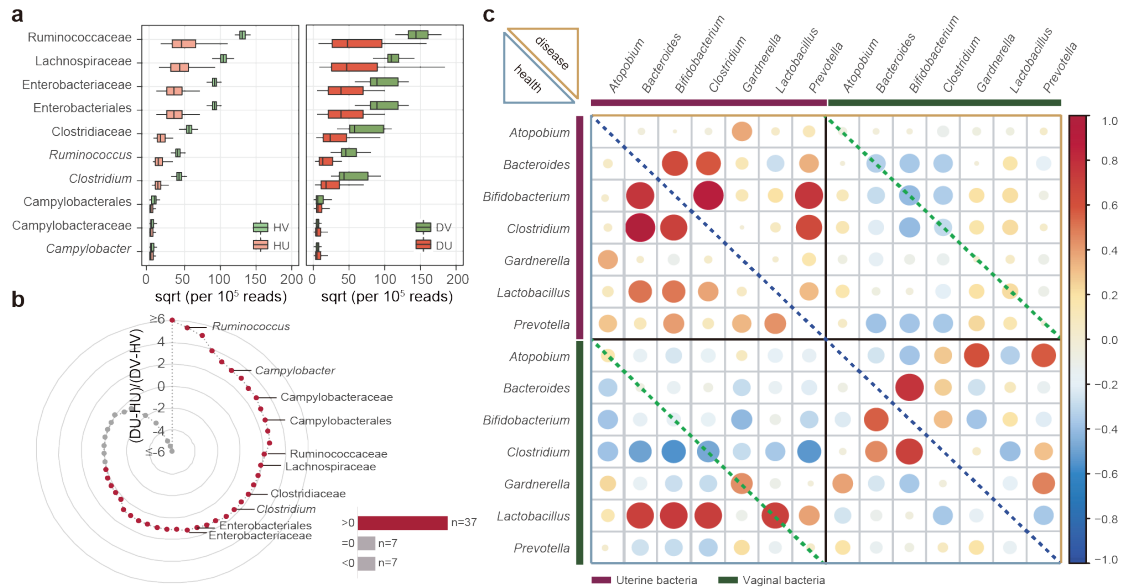 a
Ruminococcaceae
Lachnospiraceae
Enterobacteriaceae
Enterobacteriales
Clostridiaceae
Ruminococcus
Clostridium
Campylobacterales
Campylobacteraceae
Campylobacter
HV
HU
DV
DU
0 50 100 150 200
0 50 100 150 200
sqrt (per 10⁵ reads)
sqrt (per 10⁵ reads)
b
(DU-HU)/(DV-HV)
≥6
4
2
0
-2
-4
≤-6
Ruminococcus
Campylobacter
Campylobacteraceae
Campylobacterales
Ruminococcaceae
Lachnospiraceae
Clostridiaceae
Clostridium
Enterobacteriales
Enterobacteriaceae
>0 n=37
=0 n=7
<0 n=7
c
disease
health
Atopobium Bacteroides Bifidobacterium Clostridium Gardnerella Lactobacillus Prevotella Atopobium Bacteroides Bifidobacterium Clostridium Gardnerella Lactobacillus Prevotella
Atopobium
Bacteroides
Bifidobacterium
Clostridium
Gardnerella
Lactobacillus
Prevotella
Atopobium
Bacteroides
Bifidobacterium
Clostridium
Gardnerella
Lactobacillus
Prevotella
1.0
0.8
0.6
0.4
0.2
0.0
−0.2
−0.4
−0.6
−0.8
−1.0
Uterine bacteria Vaginal bacteria